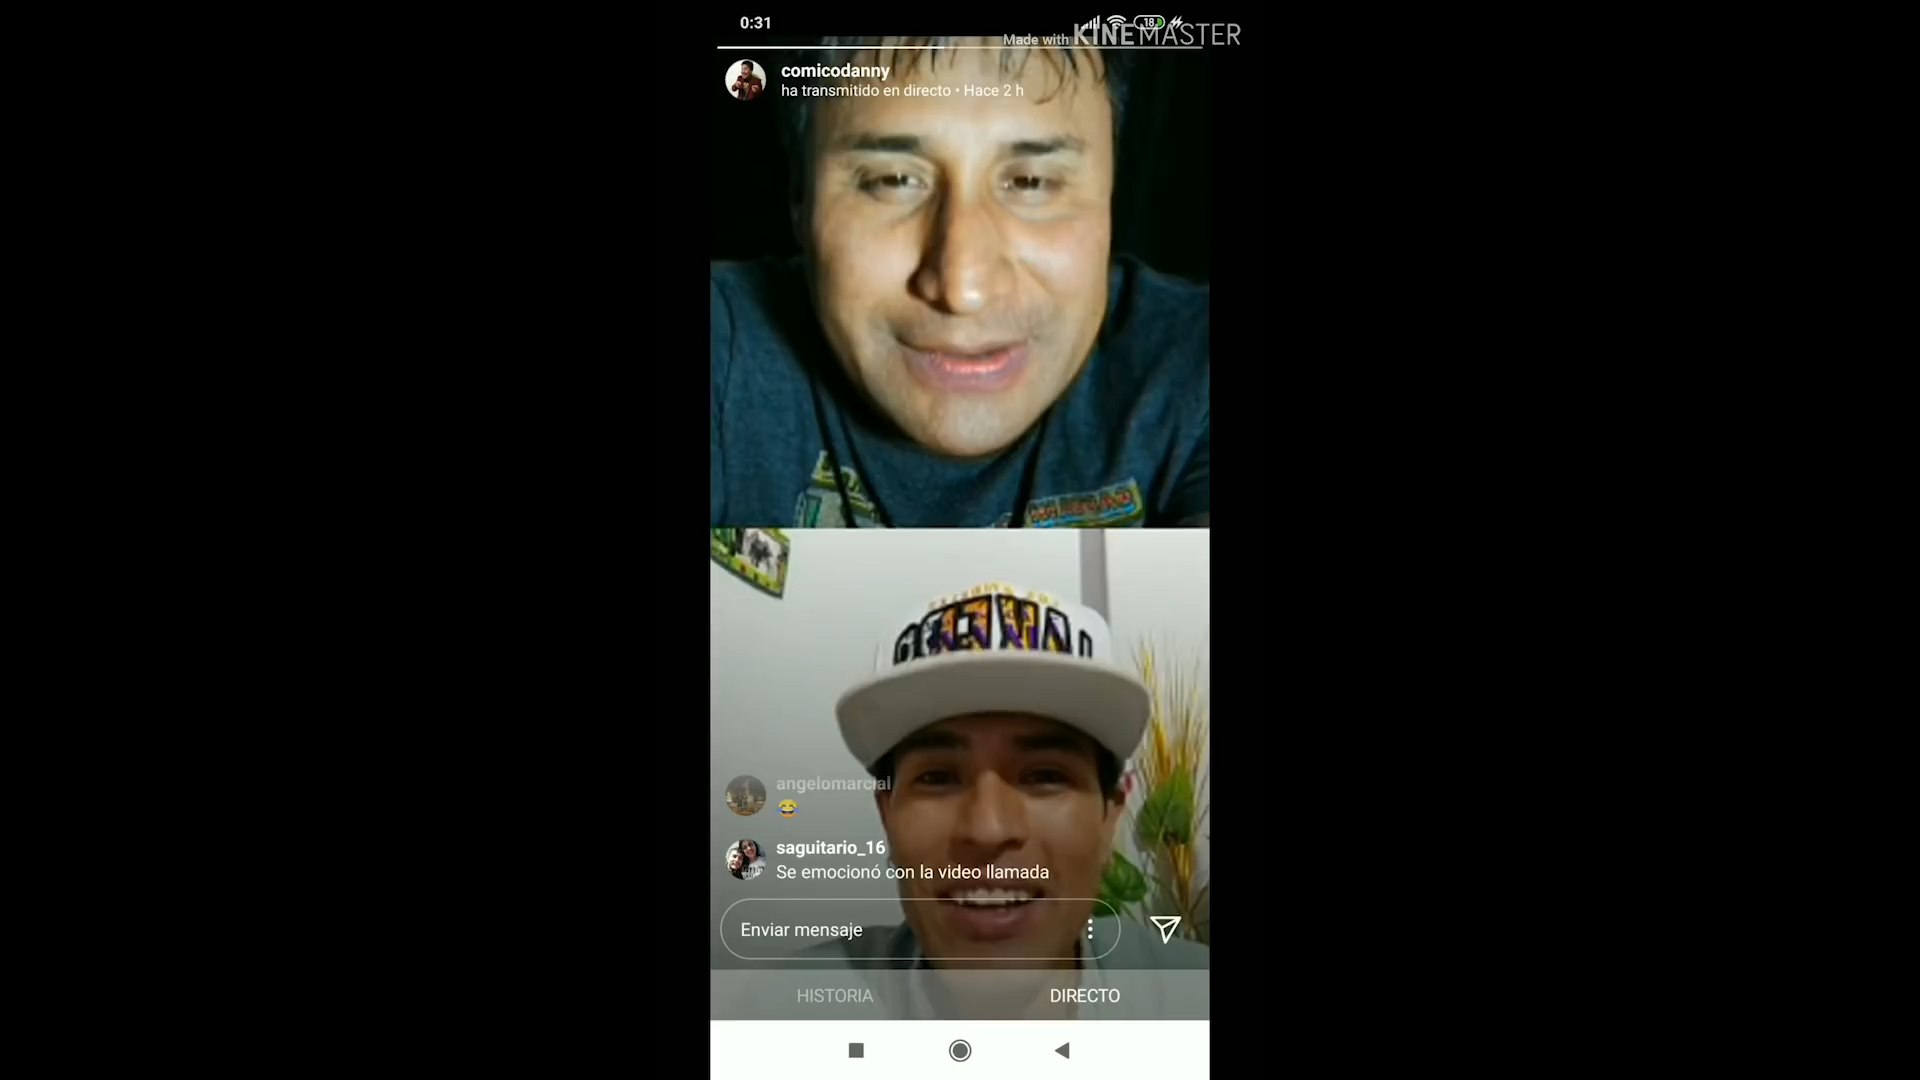 0:31
18
Made with KINEMASTER
comicodanny
ha transmitido en directo • Hace 2 h
angelomarcial
😂
saguitario_16
Se emocionó con la video llamada
Enviar mensaje
HISTORIA
DIRECTO